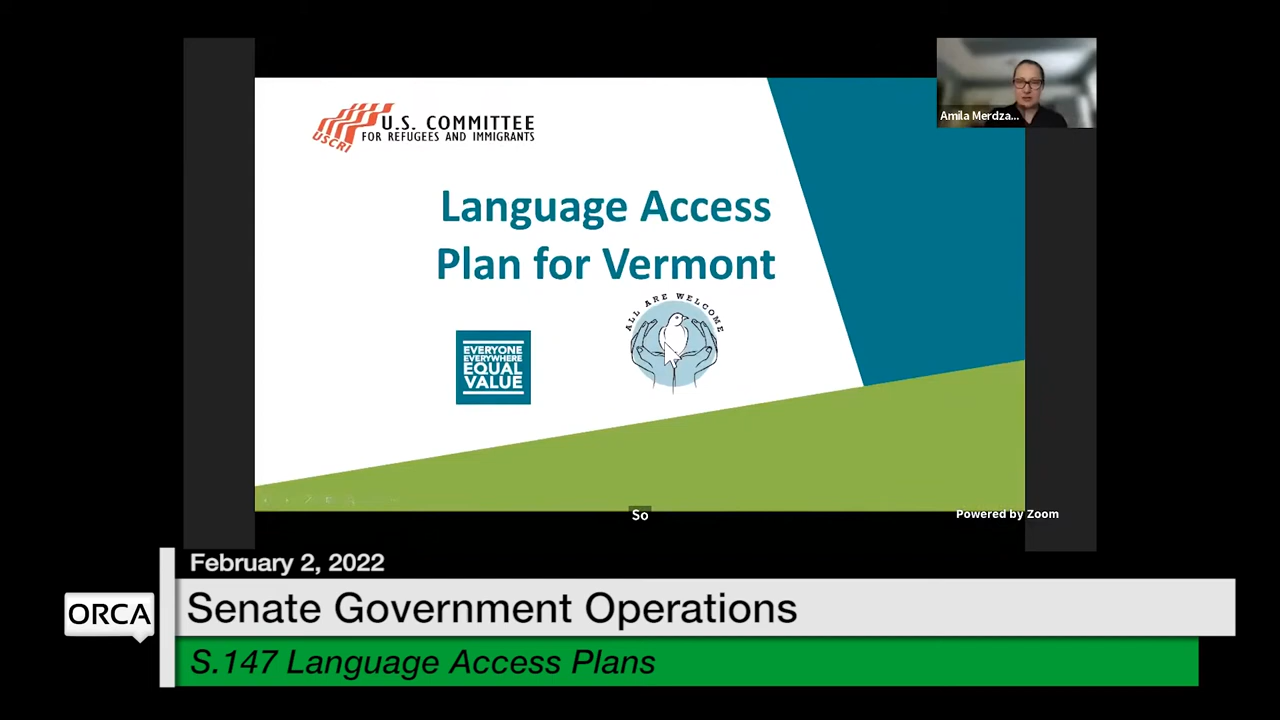 U.S. COMMITTEE
FOR REFUGEES AND IMMIGRANTS
USCRI
Amila Merdza...
Language Access
Plan for Vermont
ALL ARE WELCOME
EVERYONE
EVERYWHERE
EQUAL
VALUE
So
Powered by Zoom
February 2, 2022
ORCA
Senate Government Operations
S.147 Language Access Plans